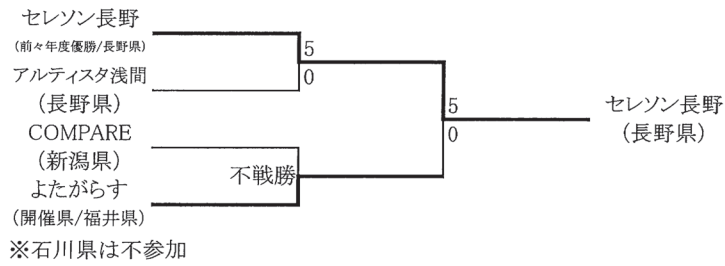 セレソン長野
(前々年度優勝/長野県)
5
0
アルティスタ浅間
(長野県)
5
0
セレソン長野
(長野県)
COMPARE
(新潟県)
不戦勝
よたがらす
(開催県/福井県)
※石川県は不参加